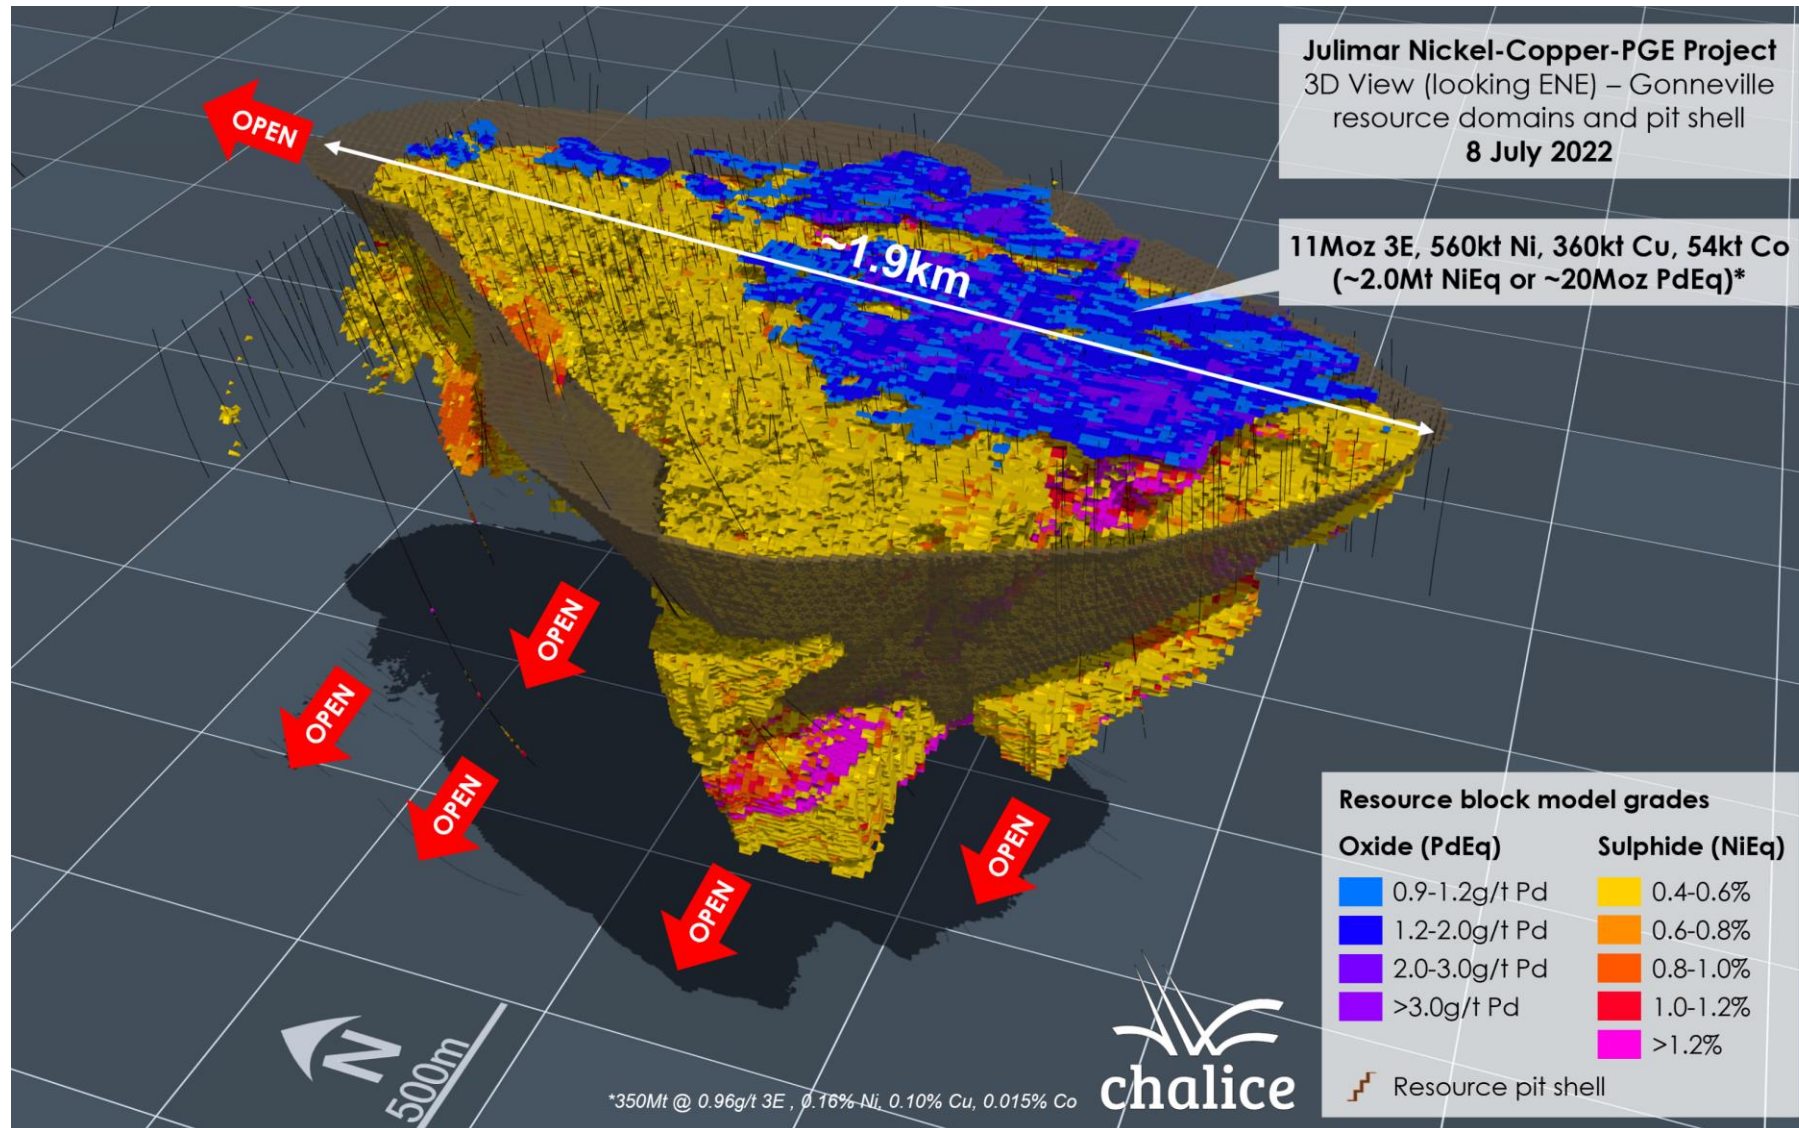 Julimar Nickel-Copper-PGE Project
3D View (looking ENE) – Gonneville
resource domains and pit shell
8 July 2022
OPEN
~1.9km
11Moz 3E, 560kt Ni, 360kt Cu, 54kt Co
(~2.0Mt NiEq or ~20Moz PdEq)*
OPEN
OPEN
OPEN
OPEN
OPEN
Resource block model grades
Oxide (PdEq)
0.9-1.2g/t Pd
1.2-2.0g/t Pd
2.0-3.0g/t Pd
>3.0g/t Pd
Sulphide (NiEq)
0.4-0.6%
0.6-0.8%
0.8-1.0%
1.0-1.2%
>1.2%
Resource pit shell
N
500m
*350Mt @ 0.96g/t 3E , 0.16% Ni, 0.10% Cu, 0.015% Co
chalice